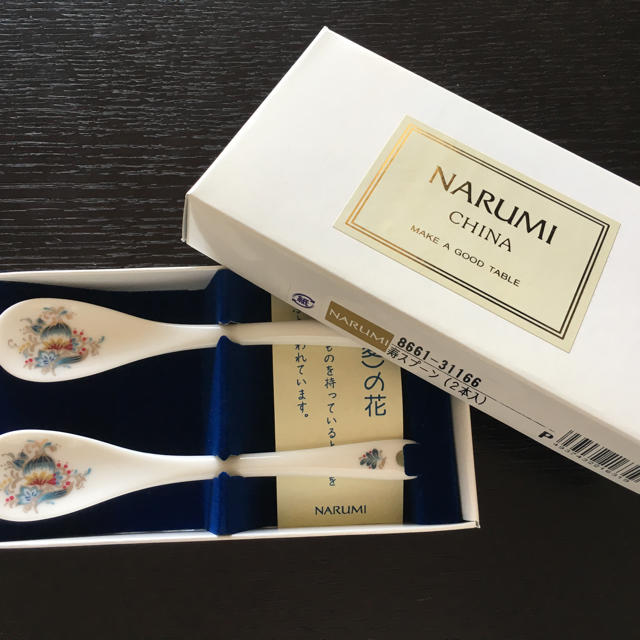 NARUMI
CHINA
MAKE A GOOD TABLE
NARUMI
8661-31166
寿スプーン(2本入)
P
の花
ものを持っている
われています。
NARUMI